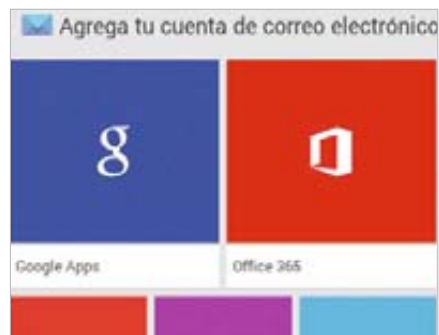 Agrega tu cuenta de correo electrónico
g
Google Apps
Office 365